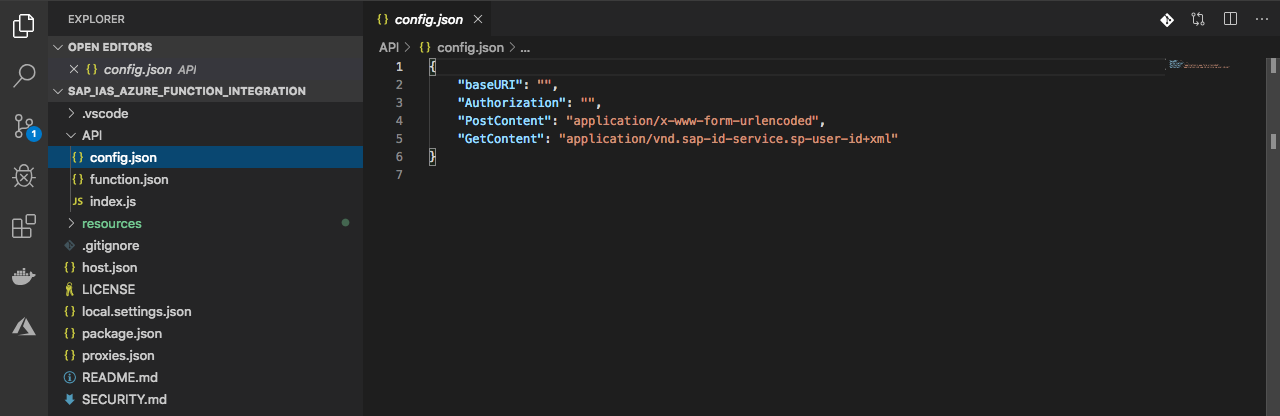 EXPLORER
OPEN EDITORS
{} config.json API
SAP_IAS_AZURE_FUNCTION_INTEGRATION
.vscode
API
{} config.json
{} function.json
JS index.js
resources
.gitignore
{} host.json
LICENSE
{} local.settings.json
{} package.json
{} proxies.json
README.md
SECURITY.md
1
{} config.json
API > {} config.json > ...
1 {
2 "baseURI": "",
3 "Authorization": "",
4 "PostContent": "application/x-www-form-urlencoded",
5 "GetContent": "application/vnd.sap-id-service.sp-user-id+xml"
6 }
7